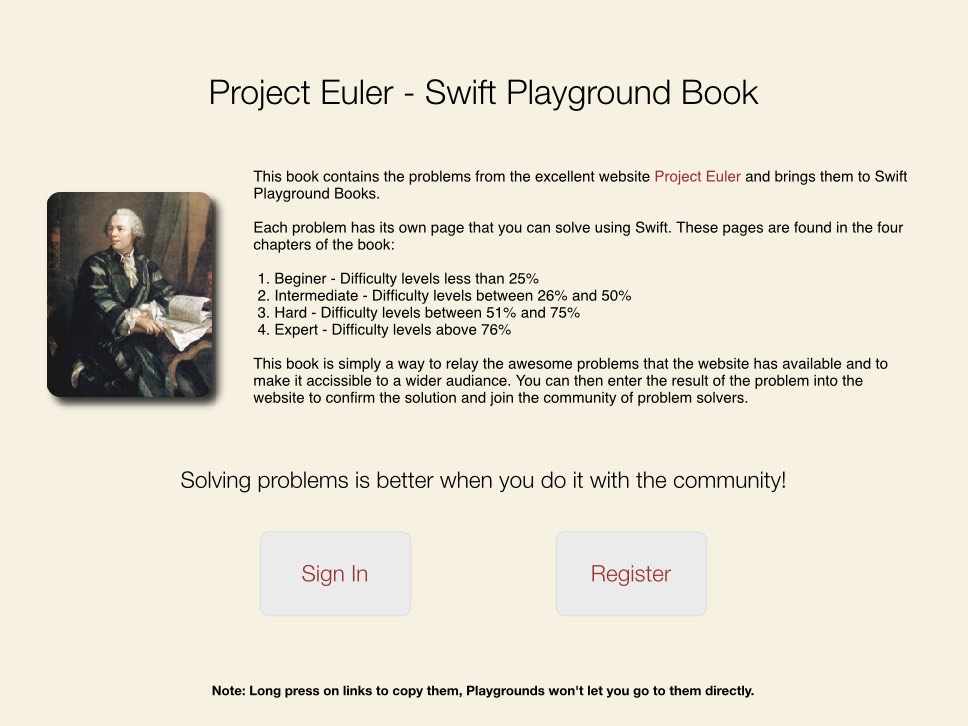 Project Euler - Swift Playground Book
This book contains the problems from the excellent website Project Euler and brings them to Swift
Playground Books.
Each problem has its own page that you can solve using Swift. These pages are found in the four
chapters of the book:
1. Beginer - Difficulty levels less than 25%
2. Intermediate - Difficulty levels between 26% and 50%
3. Hard - Difficulty levels between 51% and 75%
4. Expert - Difficulty levels above 76%
This book is simply a way to relay the awesome problems that the website has available and to
make it accissible to a wider audiance. You can then enter the result of the problem into the
website to confirm the solution and join the community of problem solvers.
Solving problems is better when you do it with the community!
Sign In
Register
Note: Long press on links to copy them, Playgrounds won't let you go to them directly.